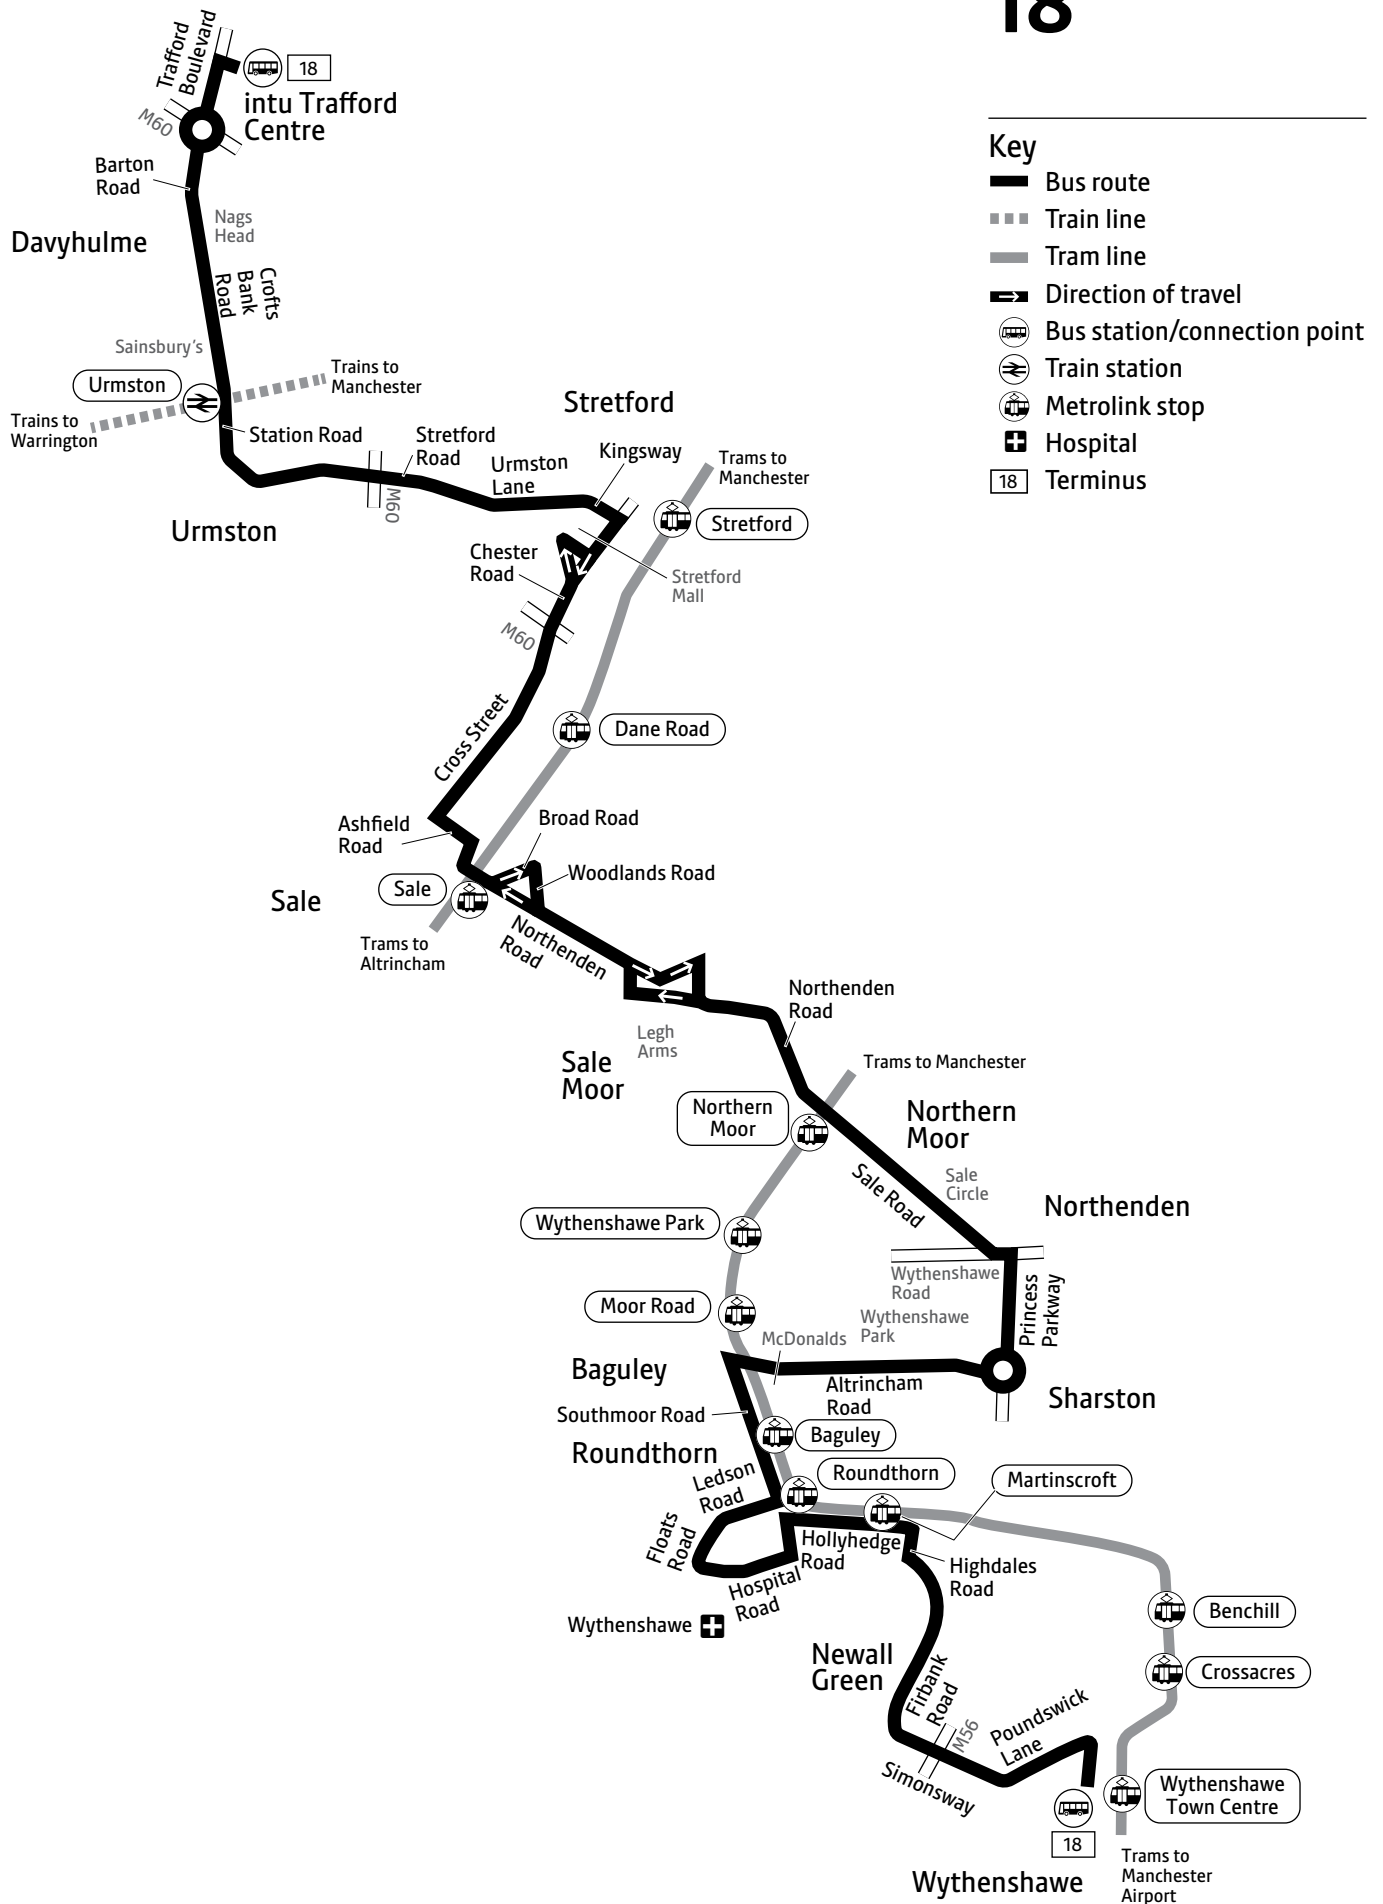 18
Trafford
Boulevard
18
intu Trafford
Centre
M60
Barton
Road
Nags
Head
Davyhulme
Crofts
Bank
Road
Sainsbury's
Urmston
Trains to
Manchester
Trains to
Warrington
Station Road
Stretford
Road
Urmston
Lane
M60
Urmston
Stretford
Kingsway
Trams to
Manchester
Stretford
Chester
Road
Stretford
Mall
M60
Dane Road
Cross Street
Ashfield
Road
Broad Road
Woodlands Road
Sale
Sale
Trams to
Altrincham
Northenden
Road
Northenden
Road
Legh
Arms
Sale
Moor
Trams to Manchester
Northern
Moor
Northern
Moor
Sale Road
Sale
Circle
Northenden
Wythenshawe Park
Wythenshawe
Road
Princess
Parkway
Moor Road
Wythenshawe
Park
McDonalds
Baguley
Altrincham
Road
Sharston
Southmoor Road
Baguley
Roundthorn
Ledson
Road
Roundthorn
Martinscroft
Floats
Road
Hollyhedge
Road
Highdales
Road
Hospital
Road
Wythenshawe
Benchill
Crossacres
Newall
Green
Firbank
Road
M56
Poundswick
Lane
Simonsway
Wythenshawe
Town Centre
18
Wythenshawe
Trams to
Manchester
Airport
Key
Bus route
Train line
Tram line
Direction of travel
Bus station/connection point
Train station
Metrolink stop
Hospital
18 Terminus